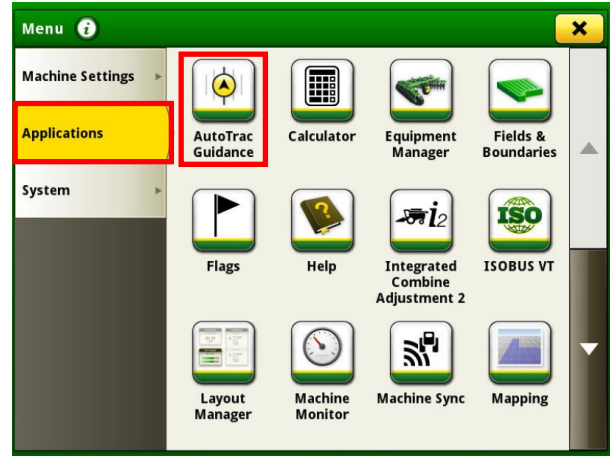 Menu i
Machine Settings
Applications
System
AutoTrac
Guidance
Calculator
Equipment
Manager
Fields &
Boundaries
Flags
?
Help
i2
Integrated
Combine
Adjustment 2
ISO
ISOBUS VT
Layout
Manager
Machine
Monitor
Machine Sync
Mapping